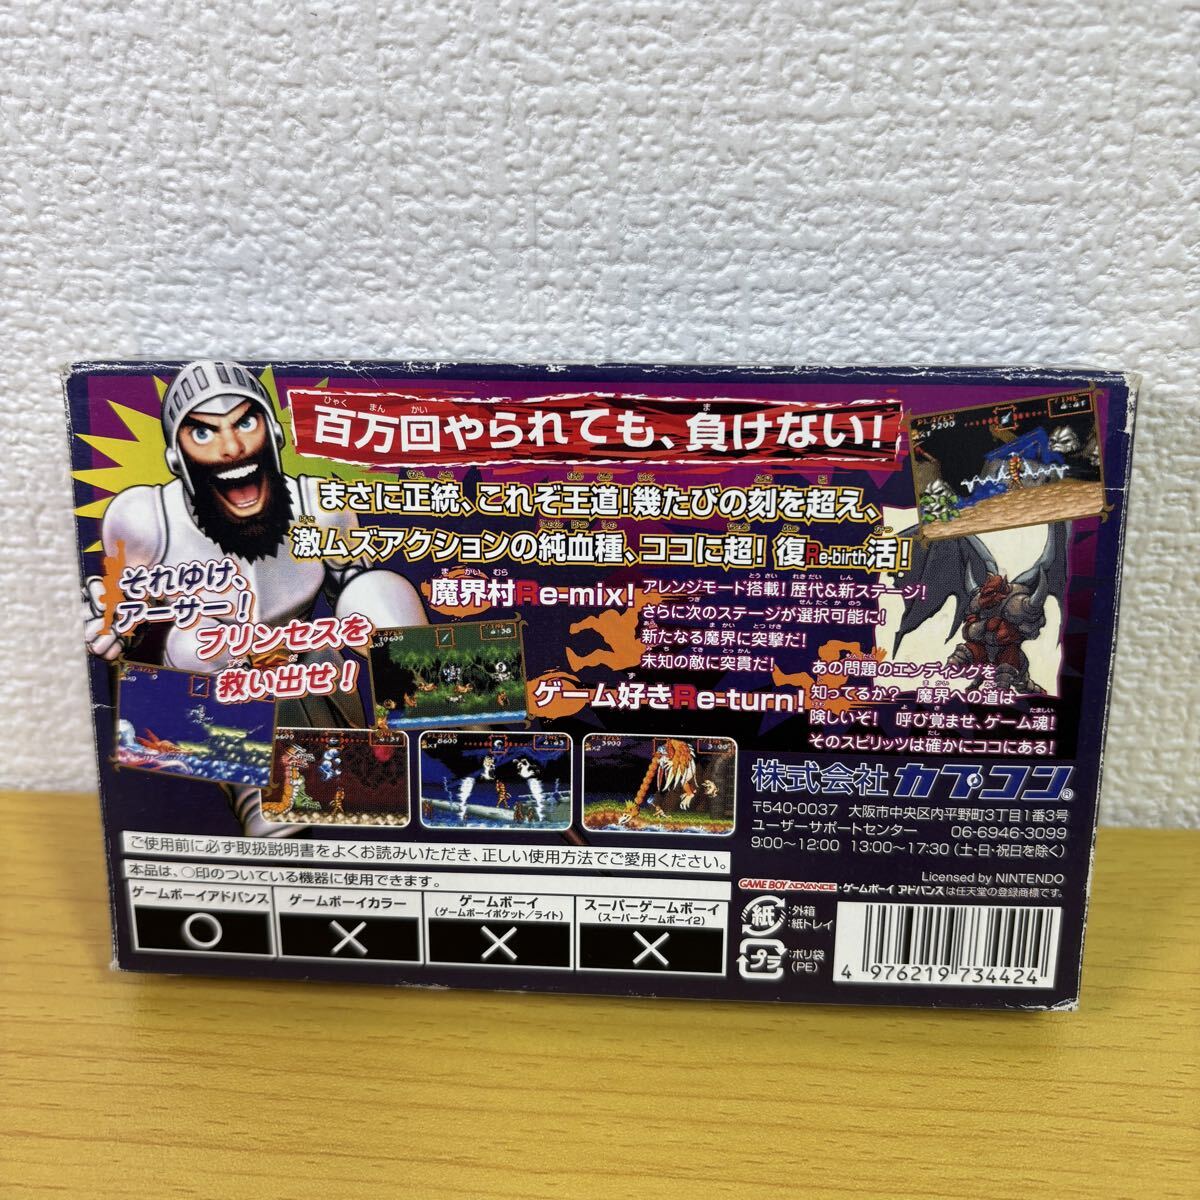 百万回やられても、負けない!
ひゃく まん かい ま
まさに正統、これぞ王道!幾たびの刻を超え、
激ムズアクションの純血種、ココに超!復Re-birth活!
それゆけ、
アーサー!
プリンセスを
救い出せ!
魔界村Re-mix!
アレンジモード搭載!歴代&新ステージ!
さらに次のステージが選択可能に!
新たなる魔界に突撃だ!
未知の敵に突貫だ!
ゲーム好きRe-turn!
あの問題のエンディングを
知ってるか? 魔界への道は
険しいぞ! 呼び覚ませ、ゲーム魂!
そのスピリッツは確かにココにある!
株式会社 カプコン®
〒540-0037 大阪市中央区内平野町3丁目1番3号
ユーザーサポートセンター 06-6946-3099
9:00~12:00 13:00~17:30(土・日・祝日を除く)
Licensed by NINTENDO
GAME BOY ADVANCE・ゲームボーイ アドバンスは任天堂の登録商標です。
ご使用前に必ず取扱説明書をよくお読みいただき、正しい使用方法でご愛用ください。
本品は、○印のついている機器に使用できます。
ゲームボーイアドバンス ゲームボーイカラー ゲームボーイ(ゲームボーイポケット/ライト) スーパーゲームボーイ(スーパーゲームボーイ2)
○ × × ×
紙 :外箱 :紙トレイ
プラ :ポリ袋(PE)
4 976219 734424